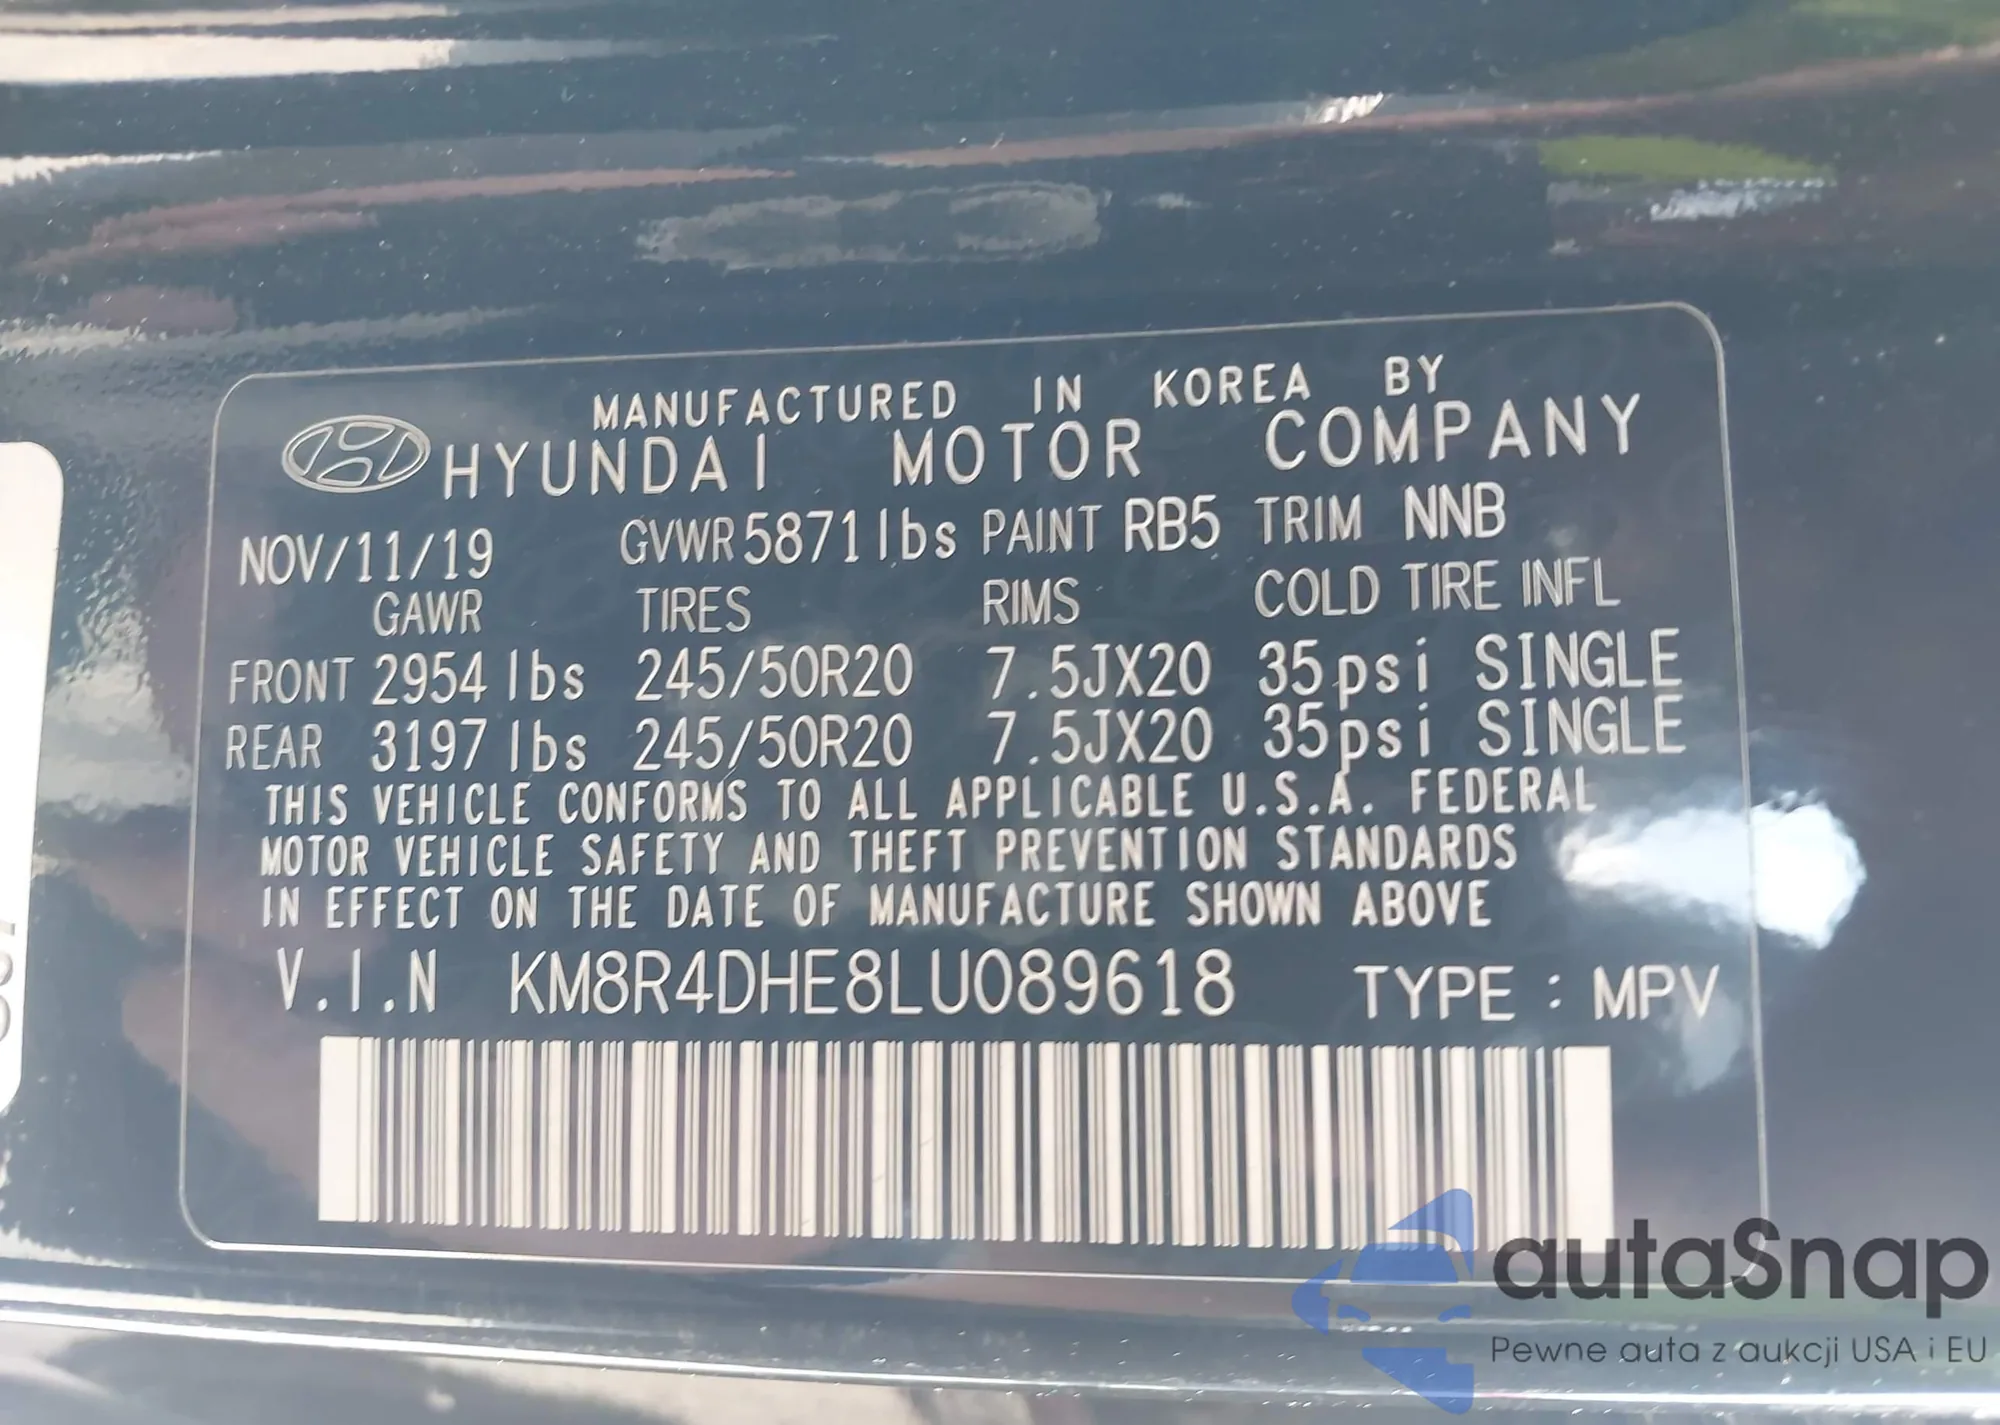 MANUFACTURED IN KOREA BY
HYUNDAI MOTOR COMPANY
NOV/11/19 GVWR 5871lbs PAINT RB5 TRIM NNB
GAWR TIRES RIMS COLD TIRE INFL
FRONT 2954 lbs 245/50R20 7.5JX20 35psi SINGLE
REAR 3197 lbs 245/50R20 7.5JX20 35psi SINGLE
THIS VEHICLE CONFORMS TO ALL APPLICABLE U.S.A. FEDERAL
MOTOR VEHICLE SAFETY AND THEFT PREVENTION STANDARDS
IN EFFECT ON THE DATE OF MANUFACTURE SHOWN ABOVE
V.I.N KM8R4DHE8LU089618 TYPE : MPV
autaSnap
Pewne auta z aukcji USA i EU